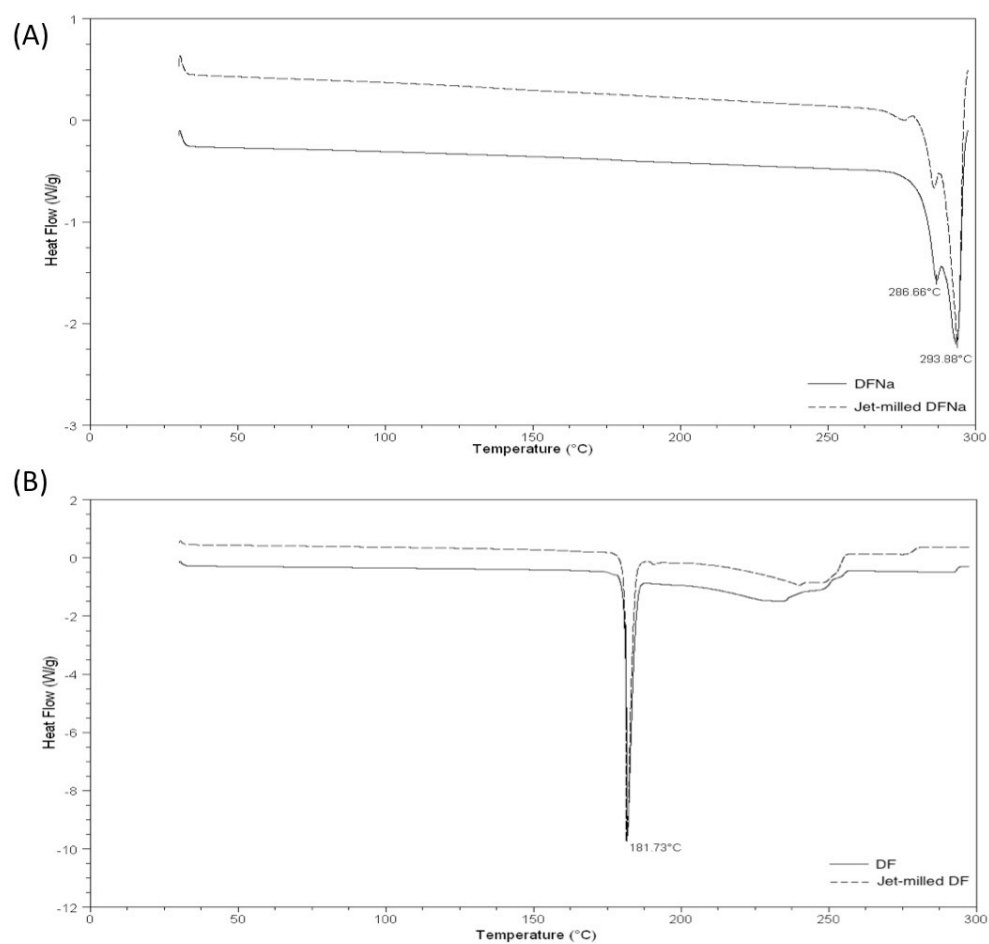 (A)
1
0
-1
-2
-3
Heat Flow (W/g)
286.66°C
293.88°C
DFNa
Jet-milled DFNa
0 50 100 150 200 250 300
Temperature (°C)
(B)
2
0
-2
-4
-6
-8
-10
-12
Heat Flow (W/g)
181.73°C
DF
Jet-milled DF
0 50 100 150 200 250 300
Temperature (°C)